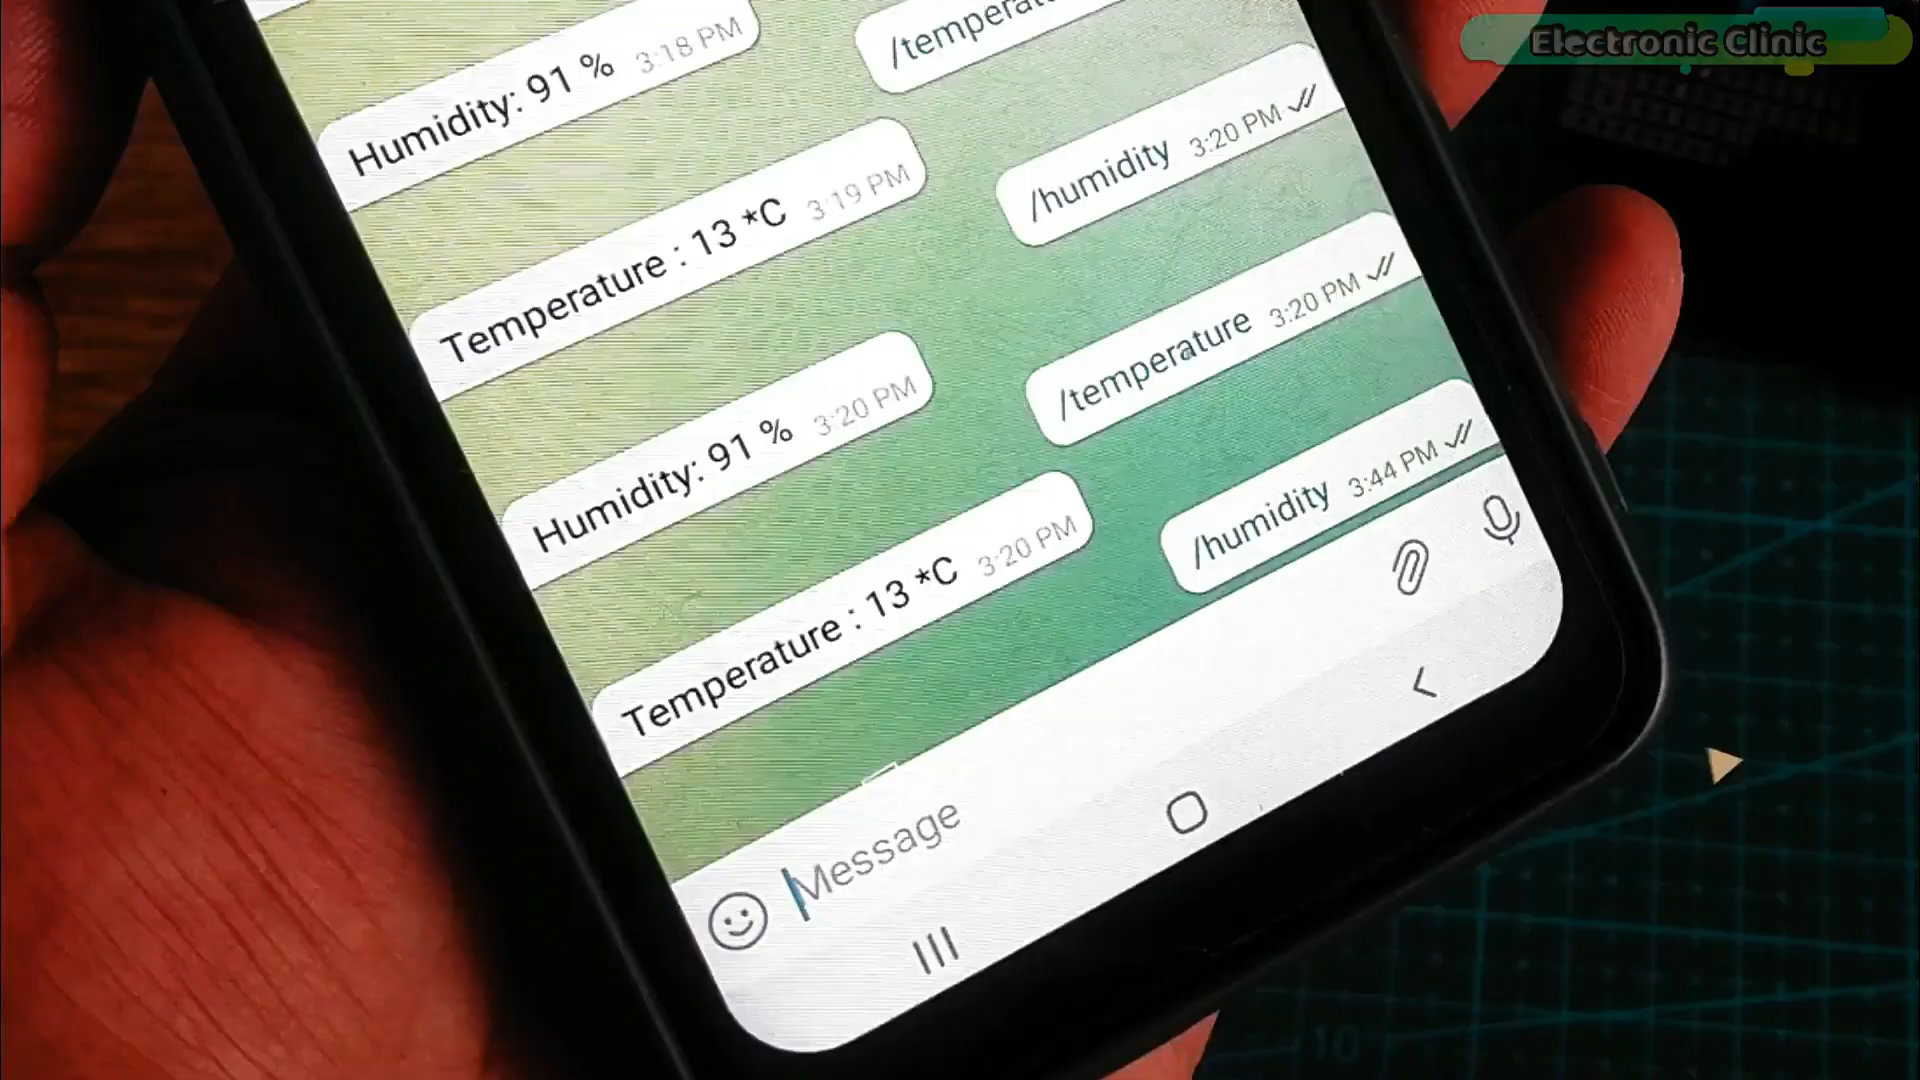 Electronic Clinic
Humidity: 91 % 3:18 PM
/temperat
Temperature : 13 *C 3:19 PM
/humidity 3:20 PM
Humidity: 91 % 3:20 PM
/temperature 3:20 PM
Temperature : 13 *C 3:20 PM
/humidity 3:44 PM
Message
10